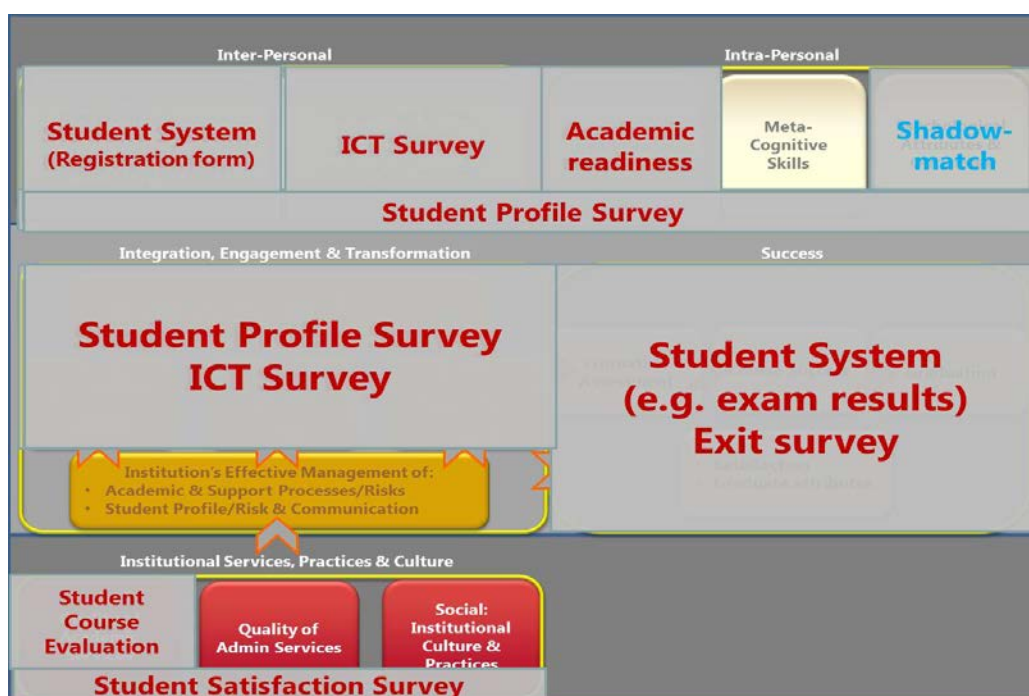 Inter-Personal
Intra-Personal
Student System
(Registration form)
ICT Survey
Academic
readiness
Meta-
Cognitive
Skills
Shadow-
match
Student Profile Survey
Integration, Engagement & Transformation
Success
Student Profile Survey
ICT Survey
Student System
(e.g. exam results)
Exit survey
Institution's Effective Management of:
• Academic & Support Processes/Risks
• Student Profile/Risk & Communication
Institutional Services, Practices & Culture
Student
Course
Evaluation
Quality of
Admin Services
Social:
Institutional
Culture &
Practices
Student Satisfaction Survey